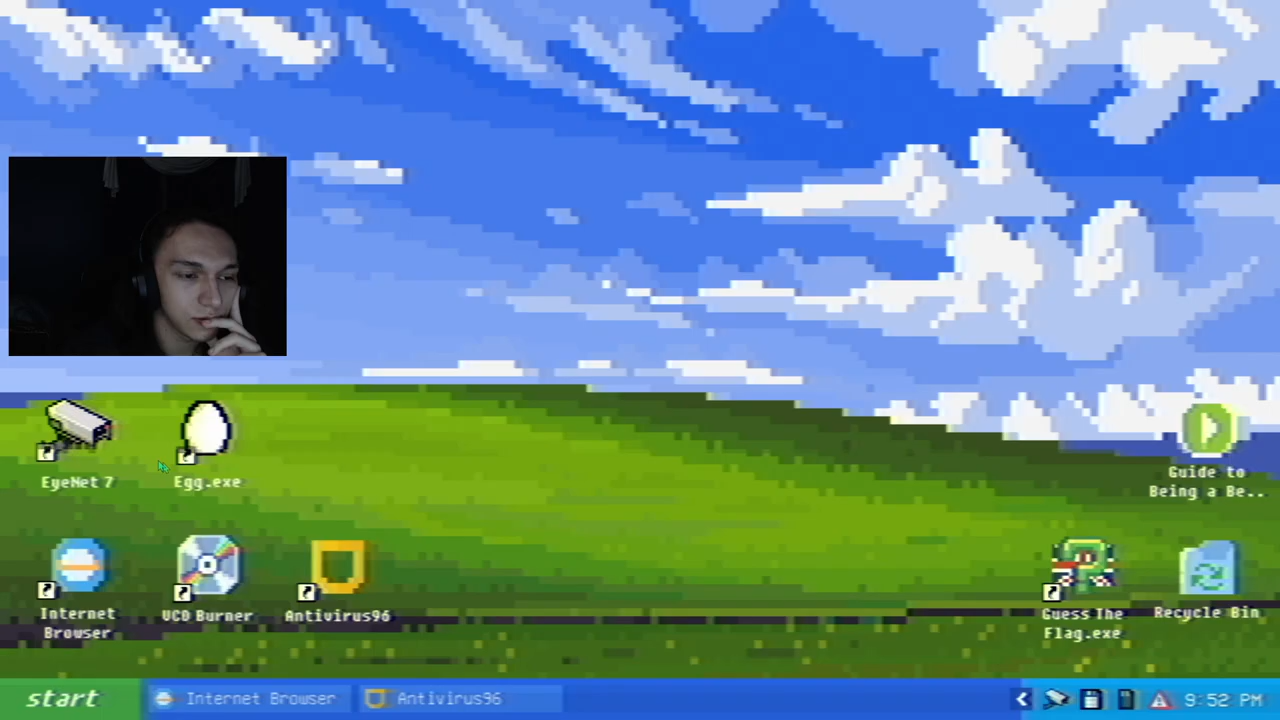 EyeNet 7
Egg.exe
Guide to
Being a Be..
Internet
Browser
VCD Burner
Antivirus96
Guess The
Flag.exe
Recycle Bin
start
Internet Browser
Antivirus96
9:52 PM